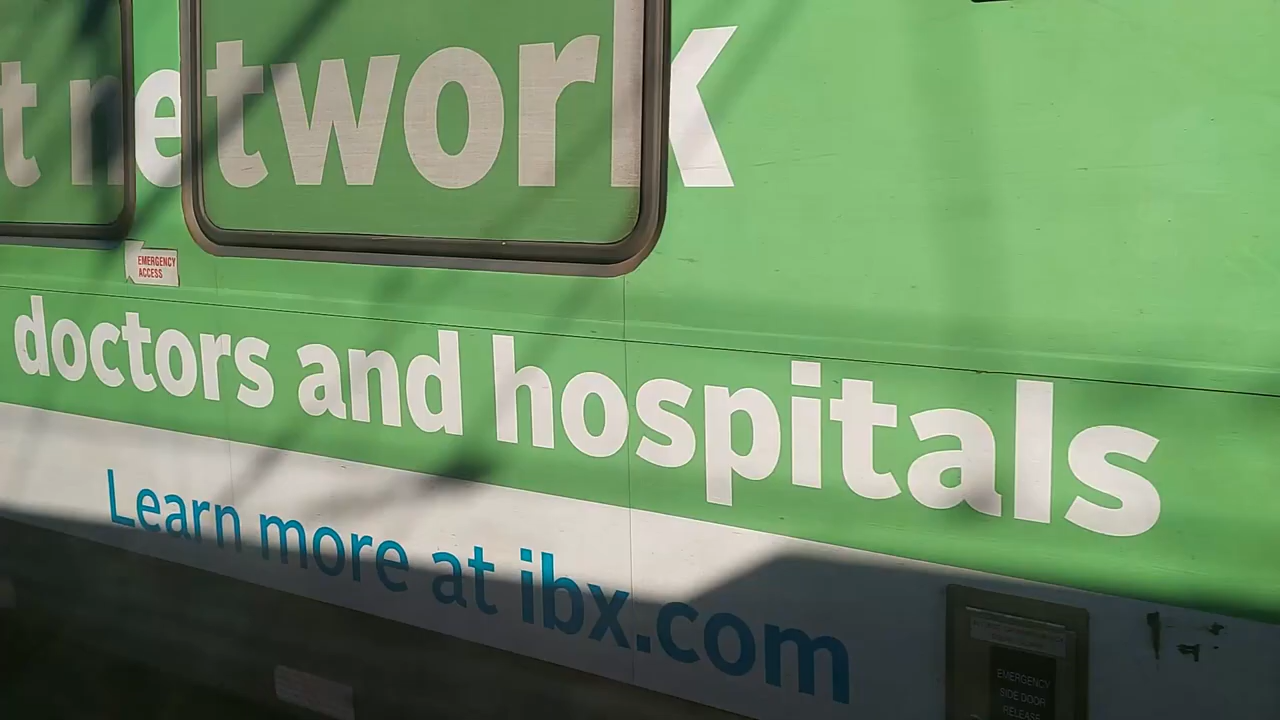 t network
EMERGENCY
ACCESS
doctors and hospitals
Learn more at ibx.com
EMERGENCY
SIDE DOOR
RELEASE